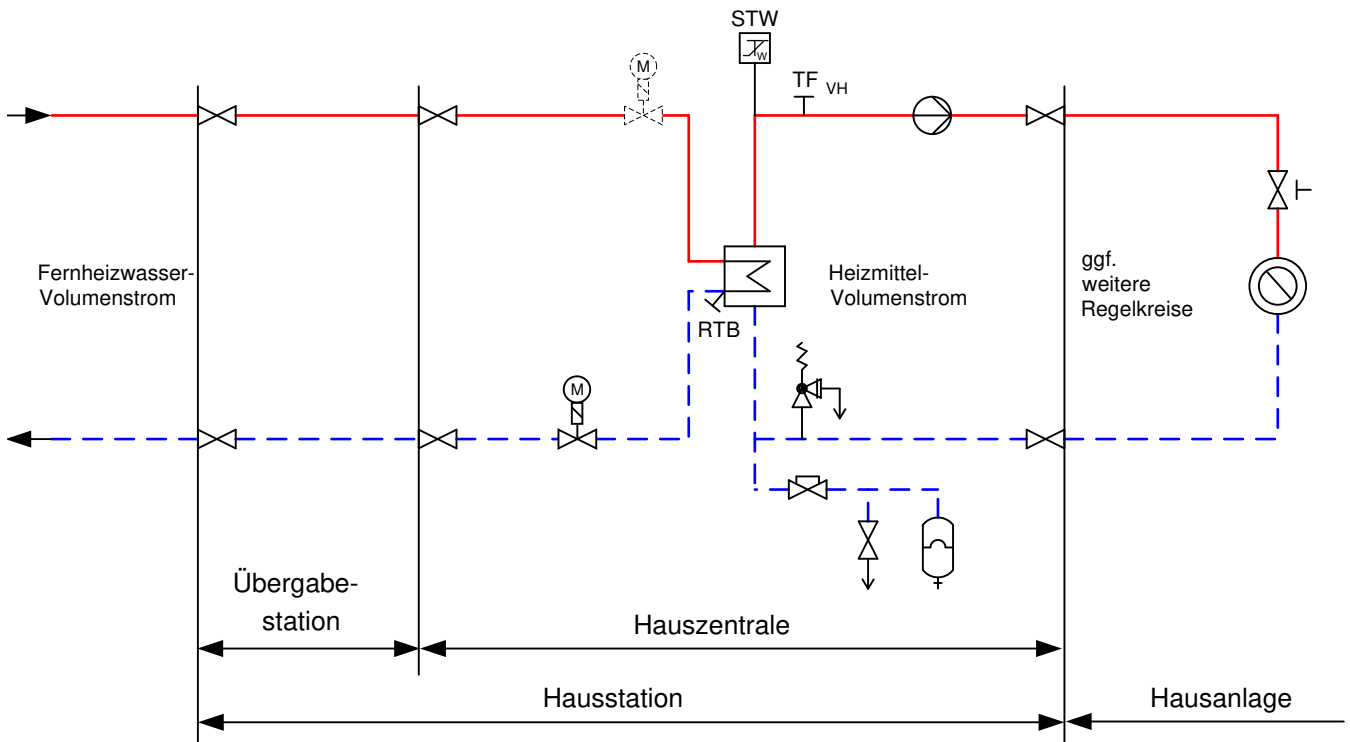 STW
W
M
TF VH
Fernheizwasser-
Volumenstrom
Heizmittel-
Volumenstrom
ggf.
weitere
Regelkreise
RTB
M
Übergabe-
station
Hauszentrale
Hausstation
Hausanlage